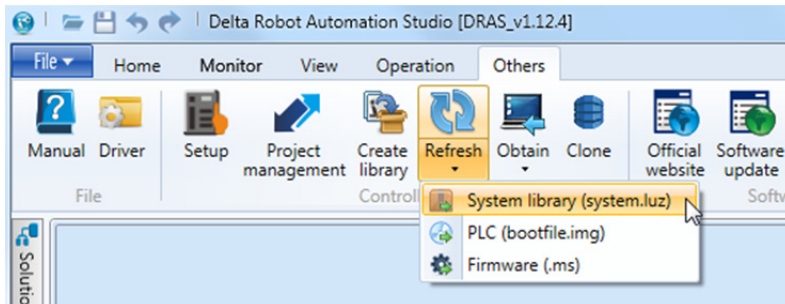 Delta Robot Automation Studio [DRAS_v1.12.4]
File Home Monitor View Operation Others
Manual Driver Setup Project management Create library Refresh Obtain Clone Official website Software update
File
System library (system.luz)
PLC (bootfile.img)
Firmware (.ms)